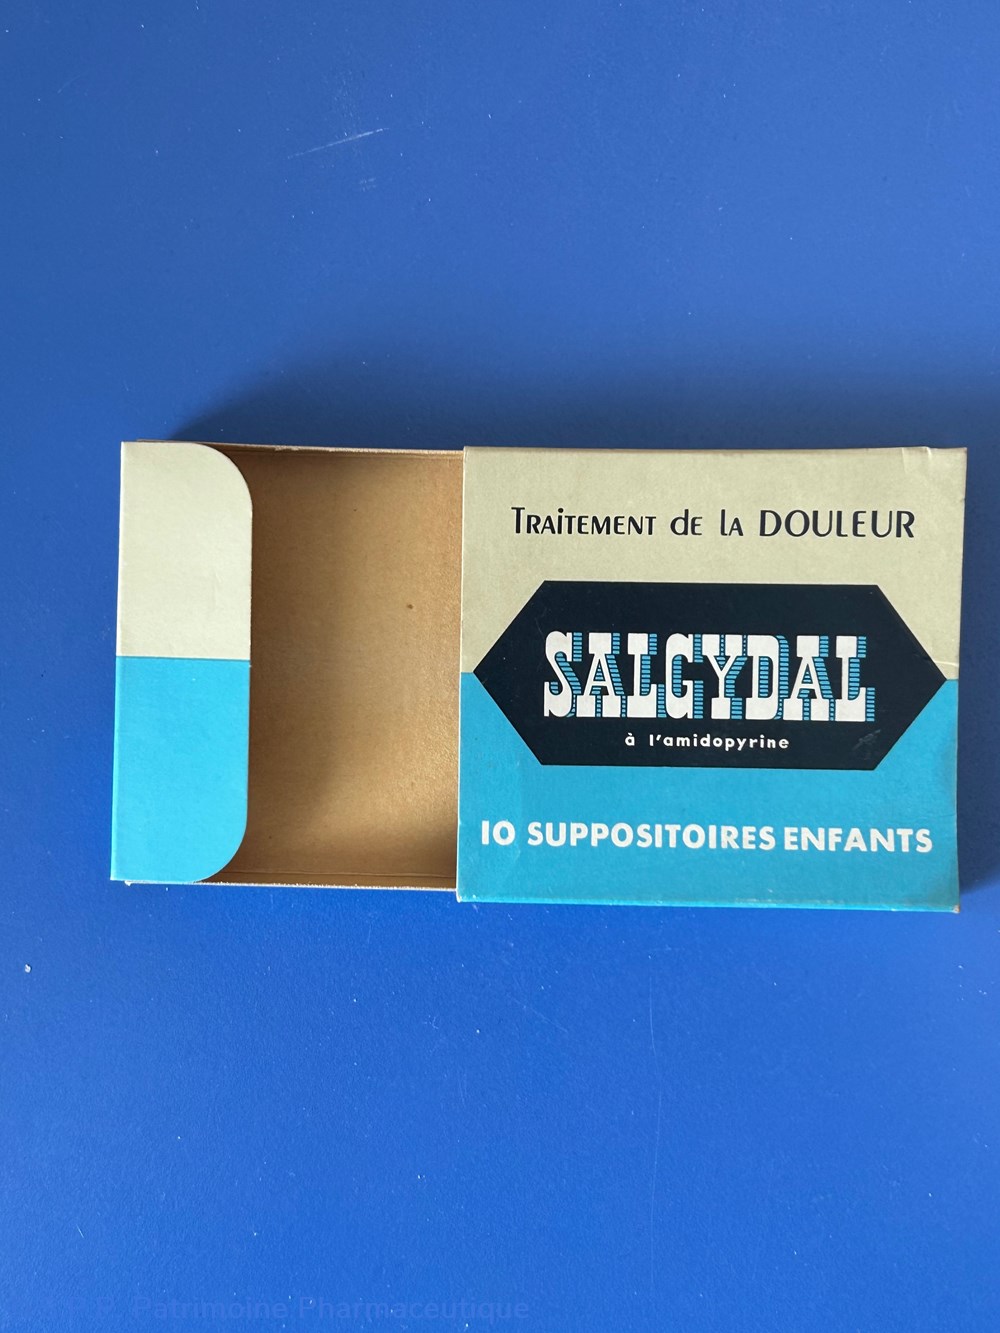 TRAiTEMENT de lA DOULEUR
SALGYDAL
à l'amidopyrine
10 SUPPOSITOIRES ENFANTS
Patrimoine Pharmaceutique